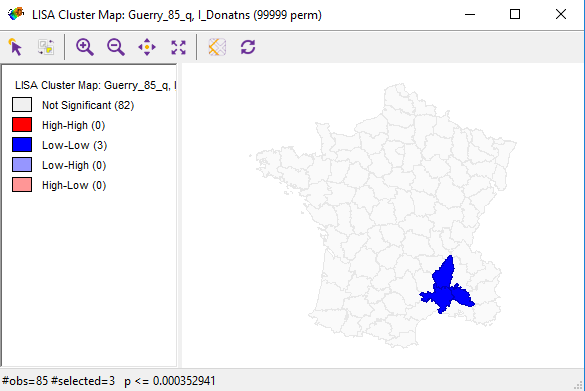 LISA Cluster Map: Guerry_85_q, I_Donatns (99999 perm)
LISA Cluster Map: Guerry_85_q, I
Not Significant (82)
High-High (0)
Low-Low (3)
Low-High (0)
High-Low (0)
#obs=85 #selected=3 p <= 0.000352941